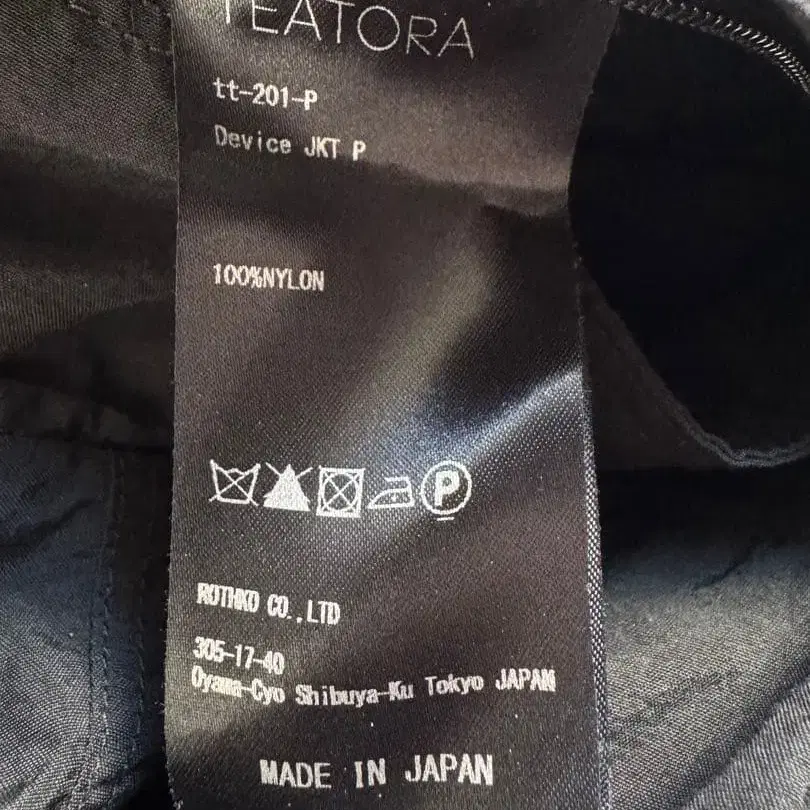 TEATORA
tt-201-P
Device JKT P
100%NYLON
P
ROTHKO CO.,LTD
305-17-40
Oyama-Cyo Shibuya-Ku Tokyo JAPAN
MADE IN JAPAN